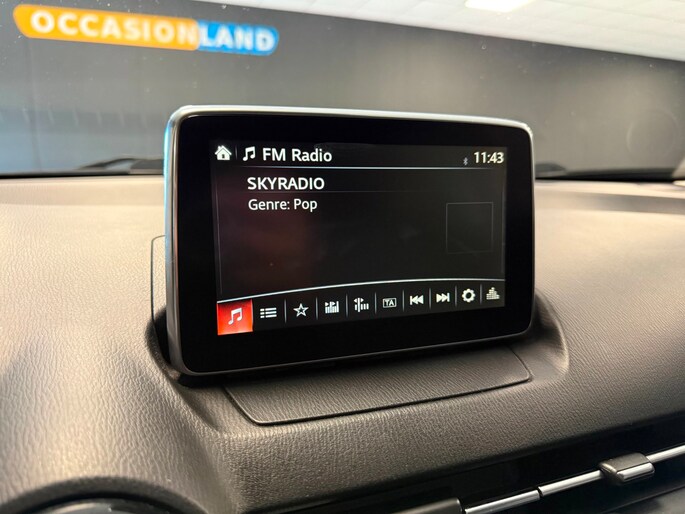 OCCASIONLAND
FM Radio
11:43
SKYRADIO
Genre: Pop
TA